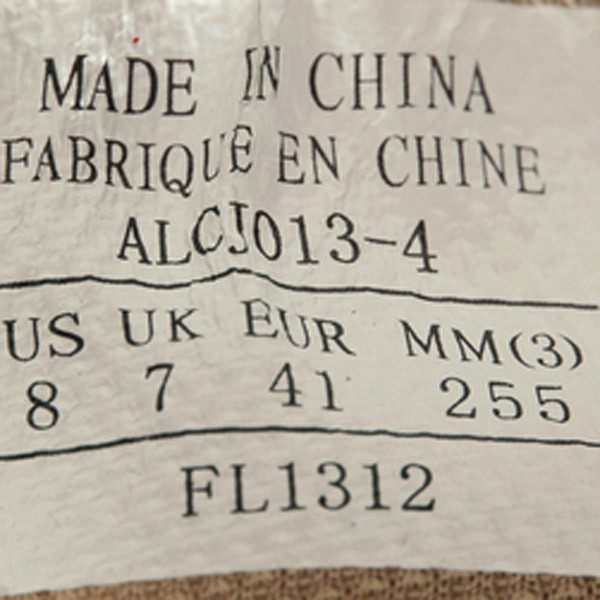 MADE IN CHINA
FABRIQUE EN CHINE
ALCJ013-4
US UK EUR MM(3)
8 7 41 255
FL1312